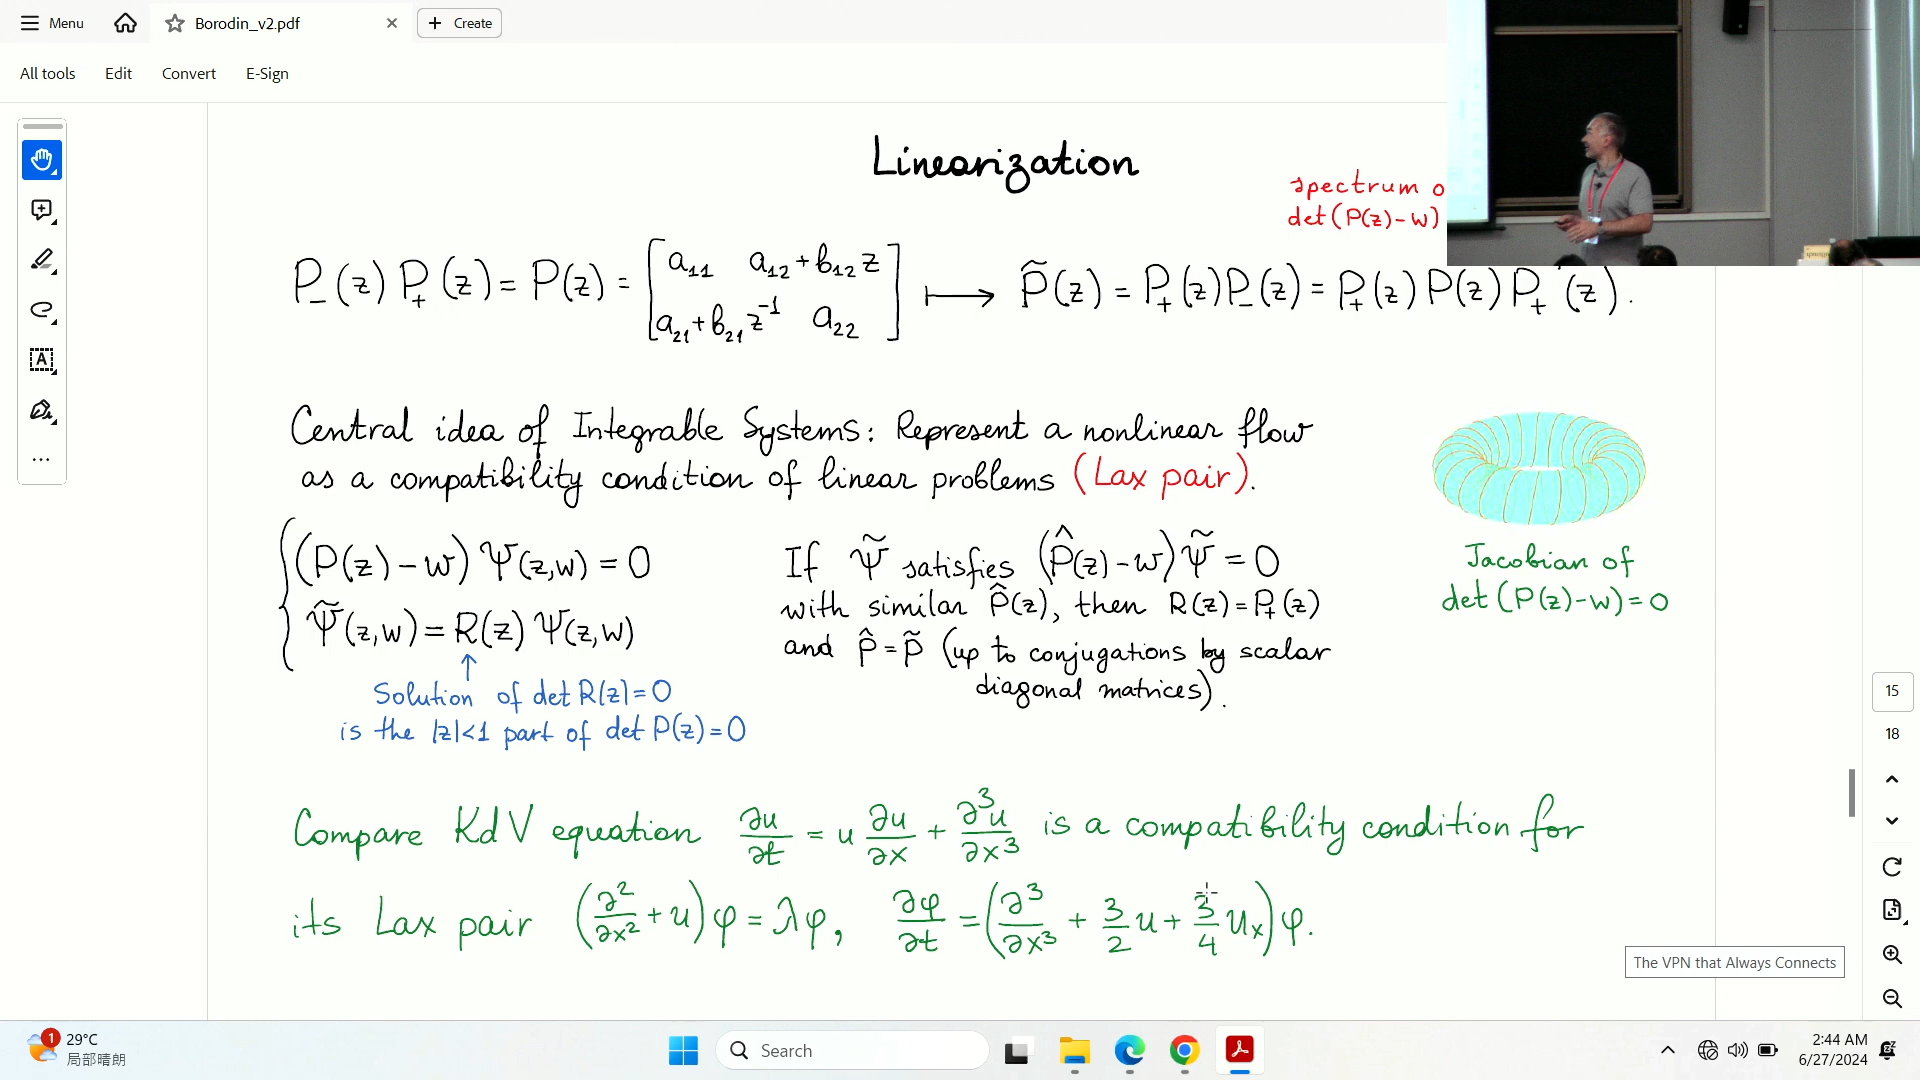 Menu
Borodin_v2.pdf
Create
All tools Edit Convert E-Sign
Linearization
spectrum
det(P(z)-w)
P₋(z) P₊(z) = P(z) = [a₁₁ a₁₂+b₁₂z
a₂₁+b₂₁z⁻¹ a₂₂] ⟼ P̃(z) = P₊(z)P₋(z) = P₊(z)P(z)P₊⁻¹(z).
Central idea of Integrable Systems: Represent a nonlinear flow
as a compatibility condition of linear problems (Lax pair).
{(P(z)-w) Ψ(z,w) = 0
Ψ̃(z,w) = R(z) Ψ(z,w)
↑
Solution of det R(z)=0
is the |z|<1 part of det P(z)=0
If Ψ̃ satisfies (P̂(z)-w)Ψ̃ = 0
with similar P̂(z), then R(z)=P₊(z)
and P̂=P̃ (up to conjugations by scalar
diagonal matrices).
Jacobian of
det(P(z)-w)=0
Compare KdV equation ∂u/∂t = u ∂u/∂x + ∂³u/∂x³ is a compatibility condition for
its Lax pair (∂²/∂x² + u)φ = λφ, ∂φ/∂t = (∂³/∂x³ + 3/2 u + 3/4 uₓ)φ.
15
18
The VPN that Always Connects
1
29°C
局部晴朗
Search
2:44 AM
6/27/2024